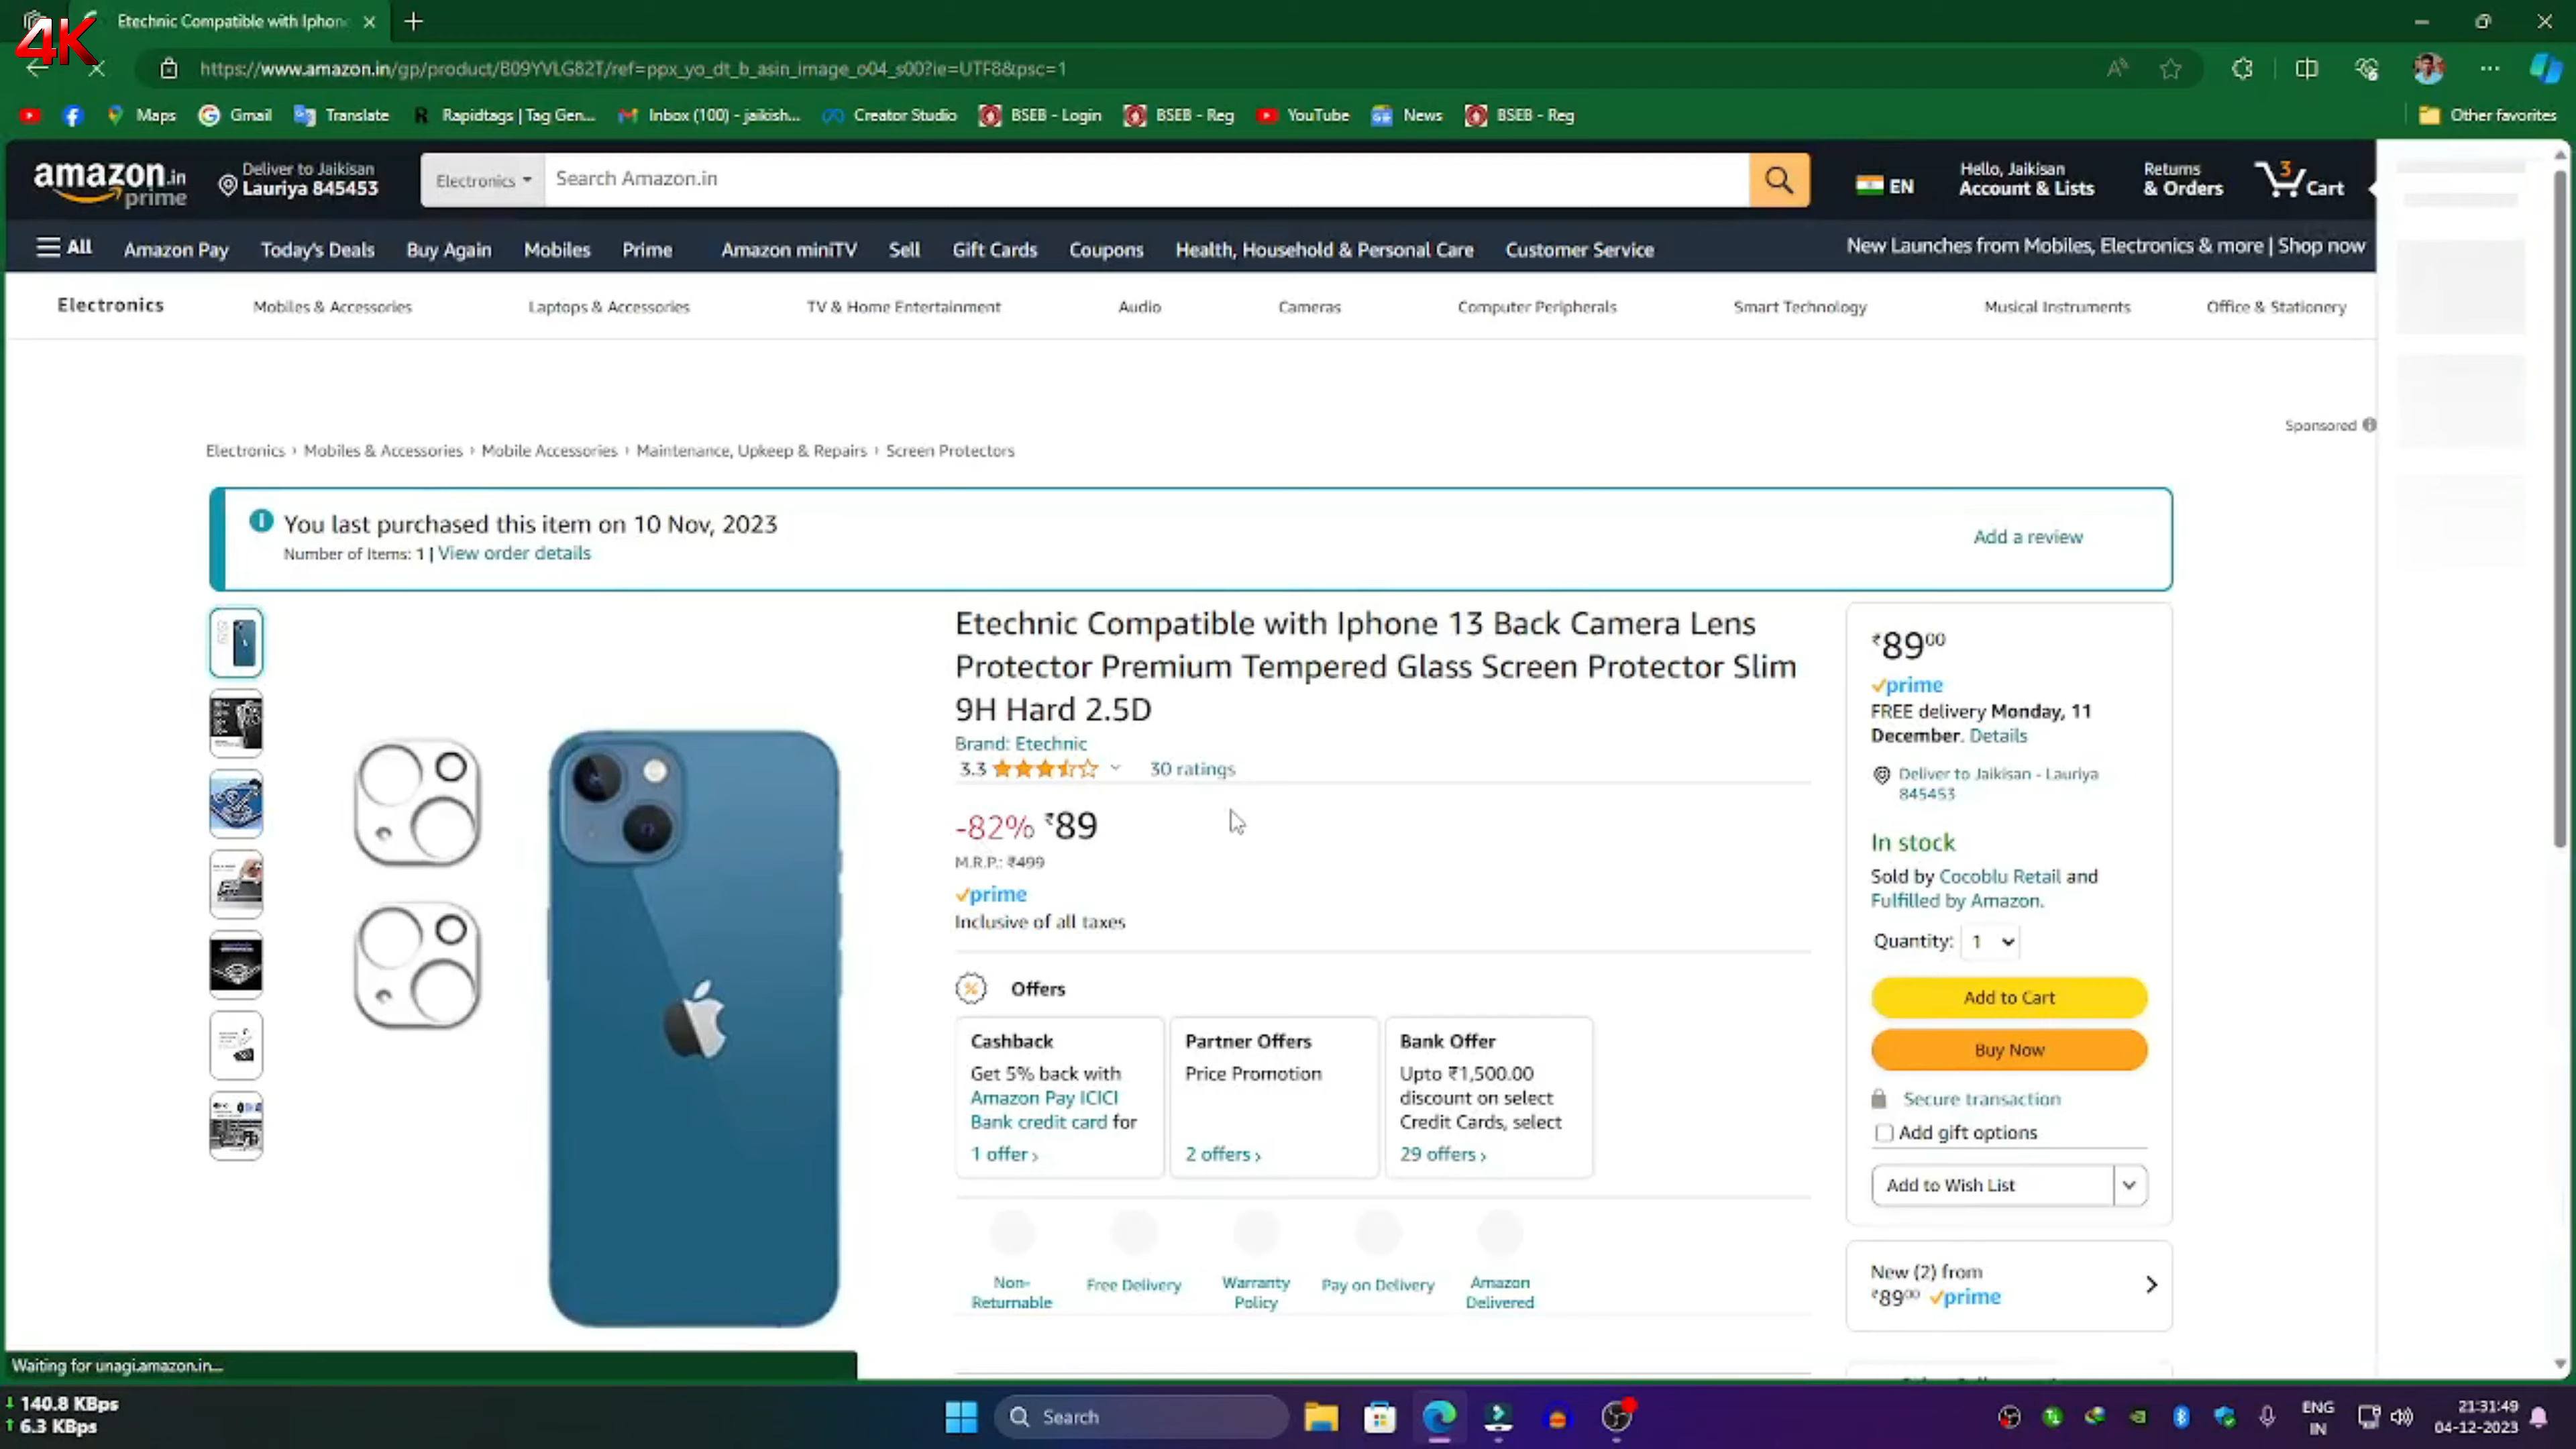 4K
Etechnic Compatible with Iphon
https://www.amazon.in/gp/product/B09YVLG82T/ref=ppx_yo_dt_b_asin_image_o04_s00?ie=UTF8&psc=1
Maps
Gmail
Translate
Rapidtags | Tag Gen...
Inbox (100) - jaikish...
Creator Studio
BSEB - Login
BSEB - Reg
YouTube
News
BSEB - Reg
Other favorites
amazon.in
prime
Deliver to Jaikisan
Lauriya 845453
Electronics
Search Amazon.in
EN
Hello, Jaikisan
Account & Lists
Returns
& Orders
3
Cart
All
Amazon Pay
Today's Deals
Buy Again
Mobiles
Prime
Amazon miniTV
Sell
Gift Cards
Coupons
Health, Household & Personal Care
Customer Service
New Launches from Mobiles, Electronics & more | Shop now
Electronics
Mobiles & Accessories
Laptops & Accessories
TV & Home Entertainment
Audio
Cameras
Computer Peripherals
Smart Technology
Musical Instruments
Office & Stationery
Sponsored
Electronics › Mobiles & Accessories › Mobile Accessories › Maintenance, Upkeep & Repairs › Screen Protectors
You last purchased this item on 10 Nov, 2023
Number of Items: 1 | View order details
Add a review
Etechnic Compatible with Iphone 13 Back Camera Lens
Protector Premium Tempered Glass Screen Protector Slim
9H Hard 2.5D
Brand: Etechnic
3.3
30 ratings
-82% ₹89
M.R.P.: ₹499
prime
Inclusive of all taxes
Offers
Cashback
Get 5% back with
Amazon Pay ICICI
Bank credit card for
1 offer ›
Partner Offers
Price Promotion
2 offers ›
Bank Offer
Upto ₹1,500.00
discount on select
Credit Cards, select
29 offers ›
Non-
Returnable
Free Delivery
Warranty
Policy
Pay on Delivery
Amazon
Delivered
₹89.00
prime
FREE delivery Monday, 11
December. Details
Deliver to Jaikisan - Lauriya
845453
In stock
Sold by Cocoblu Retail and
Fulfilled by Amazon.
Quantity: 1
Add to Cart
Buy Now
Secure transaction
Add gift options
Add to Wish List
New (2) from
₹89.00 prime
Waiting for unagi.amazon.in...
140.8 KBps
6.3 KBps
Search
ENG
IN
21:31:49
04-12-2023